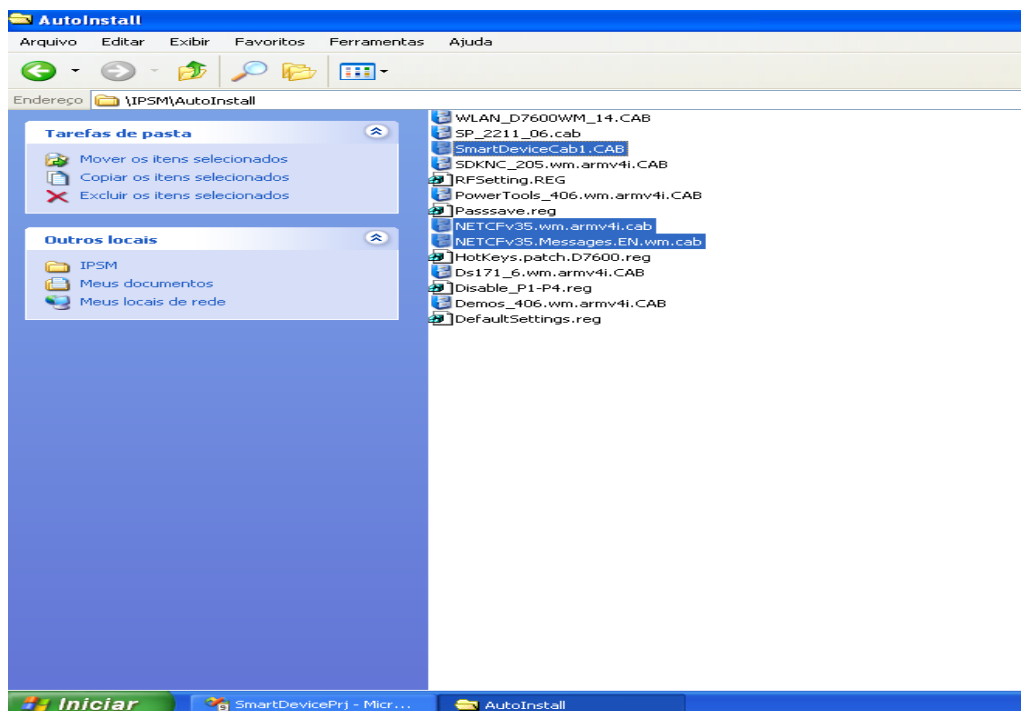 AutoInstall
Arquivo Editar Exibir Favoritos Ferramentas Ajuda
Endereço \IPSM\AutoInstall
Tarefas de pasta
Mover os itens selecionados
Copiar os itens selecionados
Excluir os itens selecionados
Outros locais
IPSM
Meus documentos
Meus locais de rede
WLAN_D7600WM_14.CAB
SP_2211_06.cab
SmartDeviceCab1.CAB
SDKNC_205.wm.armv4i.CAB
RFSetting.REG
PowerTools_406.wm.armv4i.CAB
Passsave.reg
NETCFv35.wm.armv4i.cab
NETCFv35.Messages.EN.wm.cab
HotKeys.patch.D7600.reg
Ds171_6.wm.armv4i.CAB
Disable_P1-P4.reg
Demos_406.wm.armv4i.CAB
DefaultSettings.reg
Iniciar SmartDevicePrj - Micr... AutoInstall